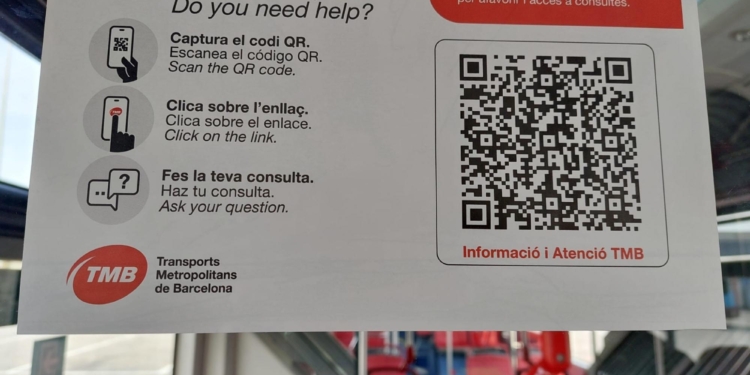 Do you need help?
per a l'avorri i accés a consultes.
Captura el codi QR.
Escanea el código QR.
Scan the QR code.
Clica sobre l'enllaç.
Clica sobre el enlace.
Click on the link.
Fes la teva consulta.
Haz tu consulta.
Ask your question.
TMB
Transports
Metropolitans
de Barcelona
Informació i Atenció TMB